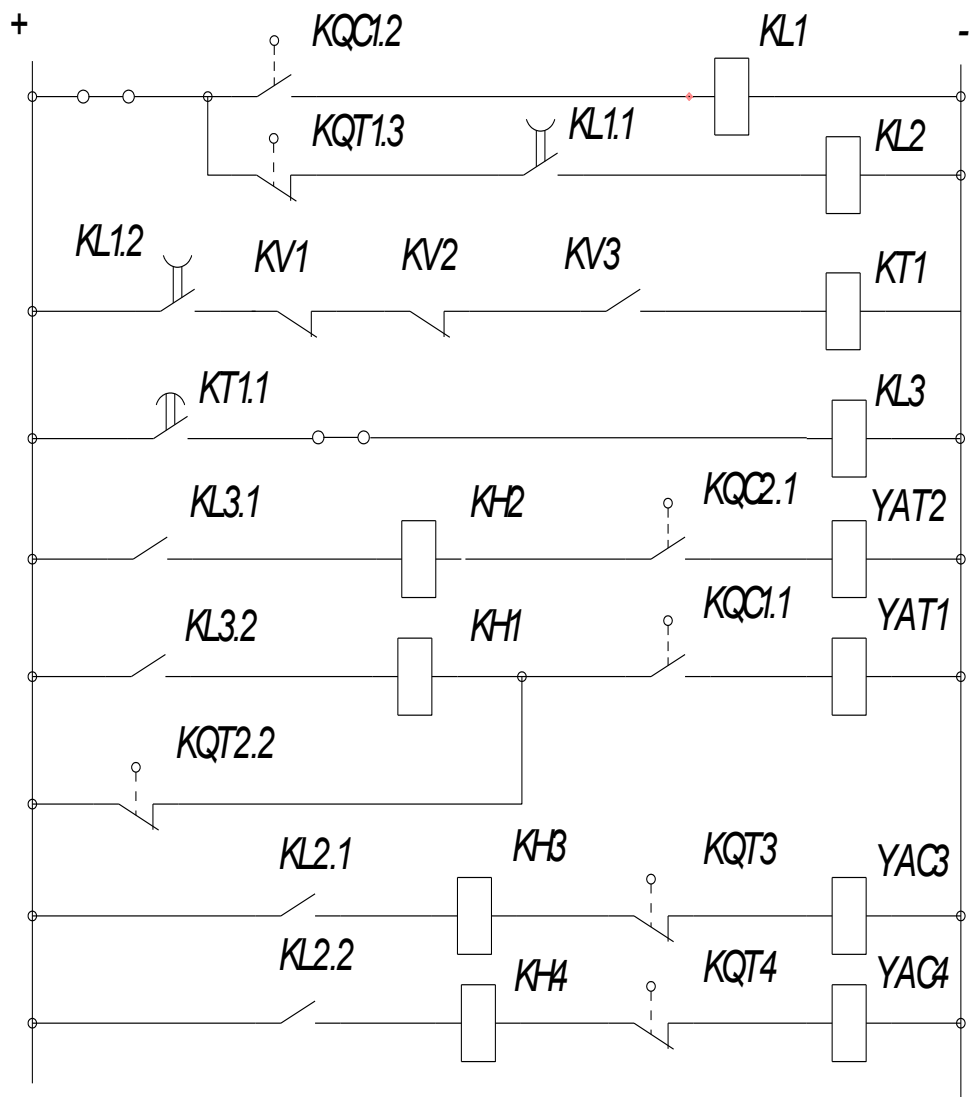 + -
KQC1.2 KL1
KQT1.3 KL1.1 KL2
KL1.2 KV1 KV2 KV3 KT1
KT1.1 KL3
KL3.1 KH2 KQC2.1 YAT2
KL3.2 KH1 KQC1.1 YAT1
KQT2.2
KL2.1 KH3 KQT3 YAC3
KL2.2 KH4 KQT4 YAC4